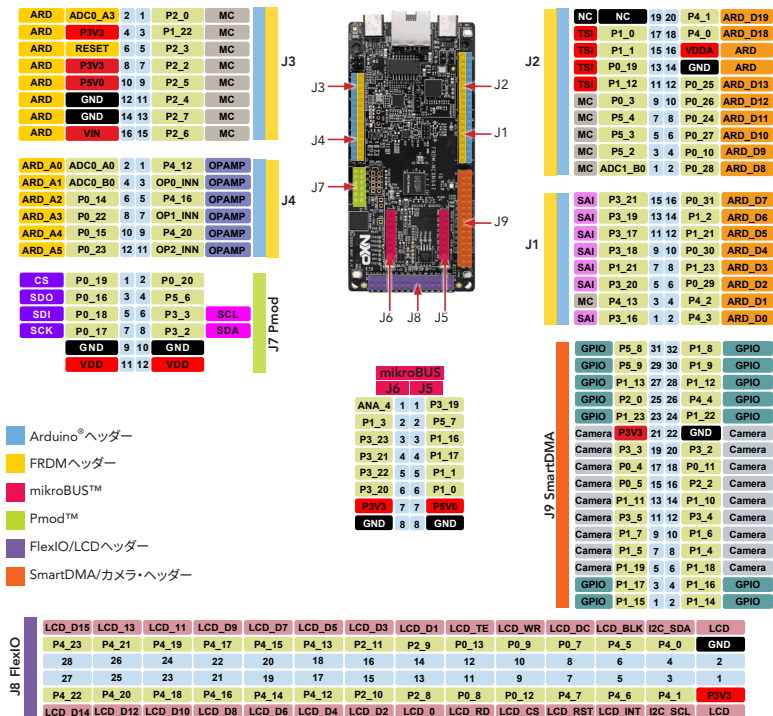 ARD ADC0_A3 2 1 P2_0 MC
ARD P3V3 4 3 P1_22 MC
ARD RESET 6 5 P2_3 MC
ARD P3V3 8 7 P2_2 MC
ARD P5V0 10 9 P2_5 MC
ARD GND 12 11 P2_4 MC
ARD GND 14 13 P2_7 MC
ARD VIN 16 15 P2_6 MC
J3
ARD_A0 ADC0_A0 2 1 P4_12 OPAMP
ARD_A1 ADC0_B0 4 3 OP0_INN OPAMP
ARD_A2 P0_14 6 5 P4_16 OPAMP
ARD_A3 P0_22 8 7 OP1_INN OPAMP
ARD_A4 P0_15 10 9 P4_20 OPAMP
ARD_A5 P0_23 12 11 OP2_INN OPAMP
J4
CS P0_19 1 2 P0_20
SDO P0_16 3 4 P5_6
SDI P0_18 5 6 P3_3 SCL
SCK P0_17 7 8 P3_2 SDA
GND 9 10 GND
VDD 11 12 VDD
J7 Pmod
J3
J4
J7
J2
J1
J9
J6
J8
J5
NXP
J2
NC NC 19 20 P4_1 ARD_D19
TSI P1_0 17 18 P4_0 ARD_D18
TSI P1_1 15 16 VDDA ARD
TSI P0_19 13 14 GND ARD
TSI P1_12 11 12 P0_25 ARD_D13
MC P0_3 9 10 P0_26 ARD_D12
MC P5_4 7 8 P0_24 ARD_D11
MC P5_3 5 6 P0_27 ARD_D10
MC P5_2 3 4 P0_10 ARD_D9
MC ADC1_B0 1 2 P0_28 ARD_D8
J1
SAI P3_21 15 16 P0_31 ARD_D7
SAI P3_19 13 14 P1_2 ARD_D6
SAI P3_17 11 12 P1_21 ARD_D5
SAI P3_18 9 10 P0_30 ARD_D4
SAI P1_21 7 8 P1_23 ARD_D3
SAI P3_20 5 6 P0_29 ARD_D2
MC P4_13 3 4 P4_2 ARD_D1
SAI P3_16 1 2 P4_3 ARD_D0
J9 SmartDMA
GPIO P5_8 31 32 P1_8 GPIO
GPIO P5_9 29 30 P1_9 GPIO
GPIO P1_13 27 28 P1_12 GPIO
GPIO P2_0 25 26 P4_4 GPIO
GPIO P1_23 23 24 P1_22 GPIO
Camera P3V3 21 22 GND Camera
Camera P3_3 19 20 P3_2 Camera
Camera P0_4 17 18 P0_11 Camera
Camera P0_5 15 16 P2_2 Camera
Camera P1_11 13 14 P1_10 Camera
Camera P3_5 11 12 P3_4 Camera
Camera P1_7 9 10 P1_6 Camera
Camera P1_5 7 8 P1_4 Camera
Camera P1_19 5 6 P1_18 Camera
GPIO P1_17 3 4 P1_16 GPIO
GPIO P1_15 1 2 P1_14 GPIO
mikroBUS
J6 J5
ANA_4 1 1 P3_19
P1_3 2 2 P5_7
P3_23 3 3 P1_16
P3_21 4 4 P1_17
P3_22 5 5 P1_1
P3_20 6 6 P1_0
P3V3 7 7 P5V0
GND 8 8 GND
Arduino®ヘッダー
FRDMヘッダー
mikroBUS™
Pmod™
FlexIO/LCDヘッダー
SmartDMA/カメラ・ヘッダー
J8 FlexIO
LCD_D15 LCD_13 LCD_11 LCD_D9 LCD_D7 LCD_D5 LCD_D3 LCD_D1 LCD_TE LCD_WR LCD_DC LCD_BLK I2C_SDA LCD
P4_23 P4_21 P4_19 P4_17 P4_15 P4_13 P2_11 P2_9 P0_13 P0_9 P0_7 P4_5 P4_0 GND
28 26 24 22 20 18 16 14 12 10 8 6 4 2
27 25 23 21 19 17 15 13 11 9 7 5 3 1
P4_22 P4_20 P4_18 P4_16 P4_14 P4_12 P2_10 P2_8 P0_8 P0_12 P4_7 P4_6 P4_1 P3V3
LCD_D14 LCD_D12 LCD_D10 LCD_D8 LCD_D6 LCD_D4 LCD_D2 LCD_0 LCD_RD LCD_CS LCD_RST LCD_INT I2C_SCL LCD